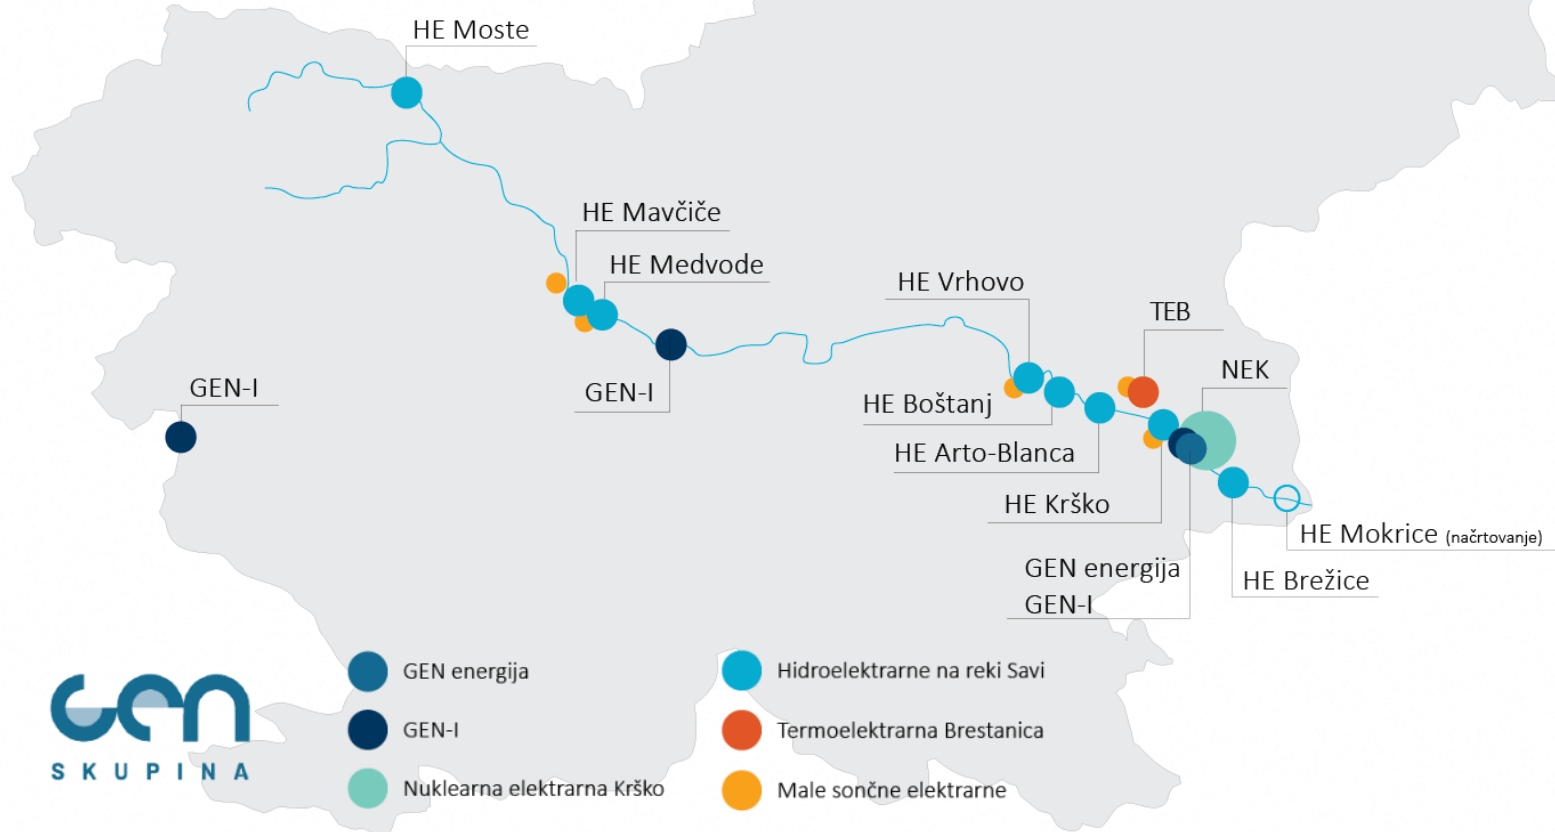 HE Moste
HE Mavčiče
HE Medvode
HE Vrhovo
TEB
NEK
GEN-I
GEN-I
HE Boštanj
HE Arto-Blanca
HE Krško
HE Mokrice (načrtovanje)
GEN energija
GEN-I
HE Brežice
gen
SKUPINA
GEN energija
GEN-I
Nuklearna elektrarna Krško
Hidroelektrarne na reki Savi
Termoelektrarna Brestanica
Male sončne elektrarne